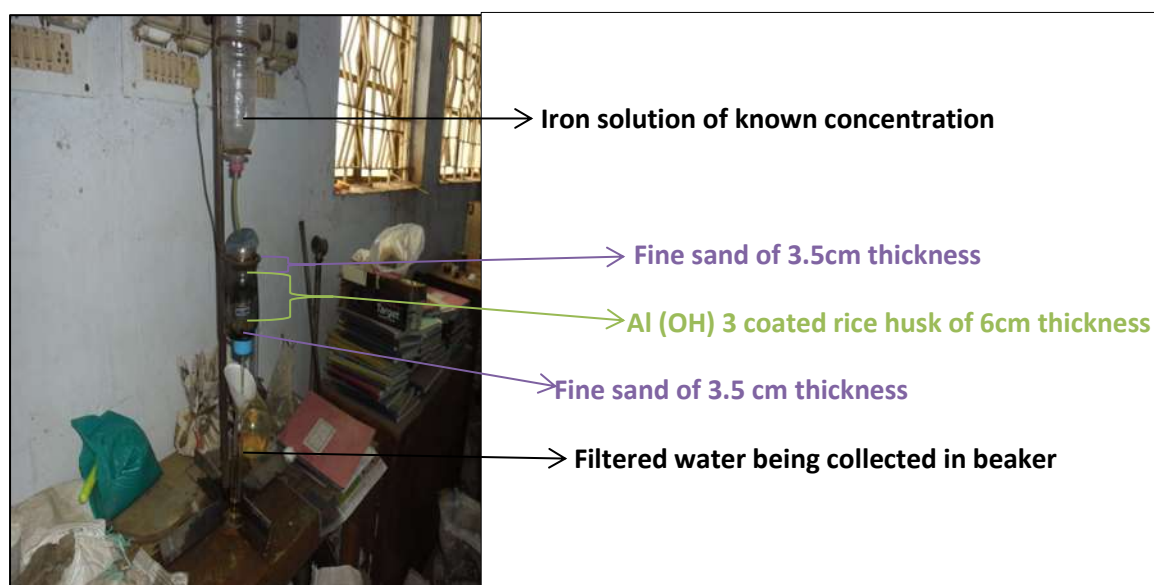 Iron solution of known concentration
Fine sand of 3.5cm thickness
Al (OH) 3 coated rice husk of 6cm thickness
Fine sand of 3.5 cm thickness
Filtered water being collected in beaker
Target